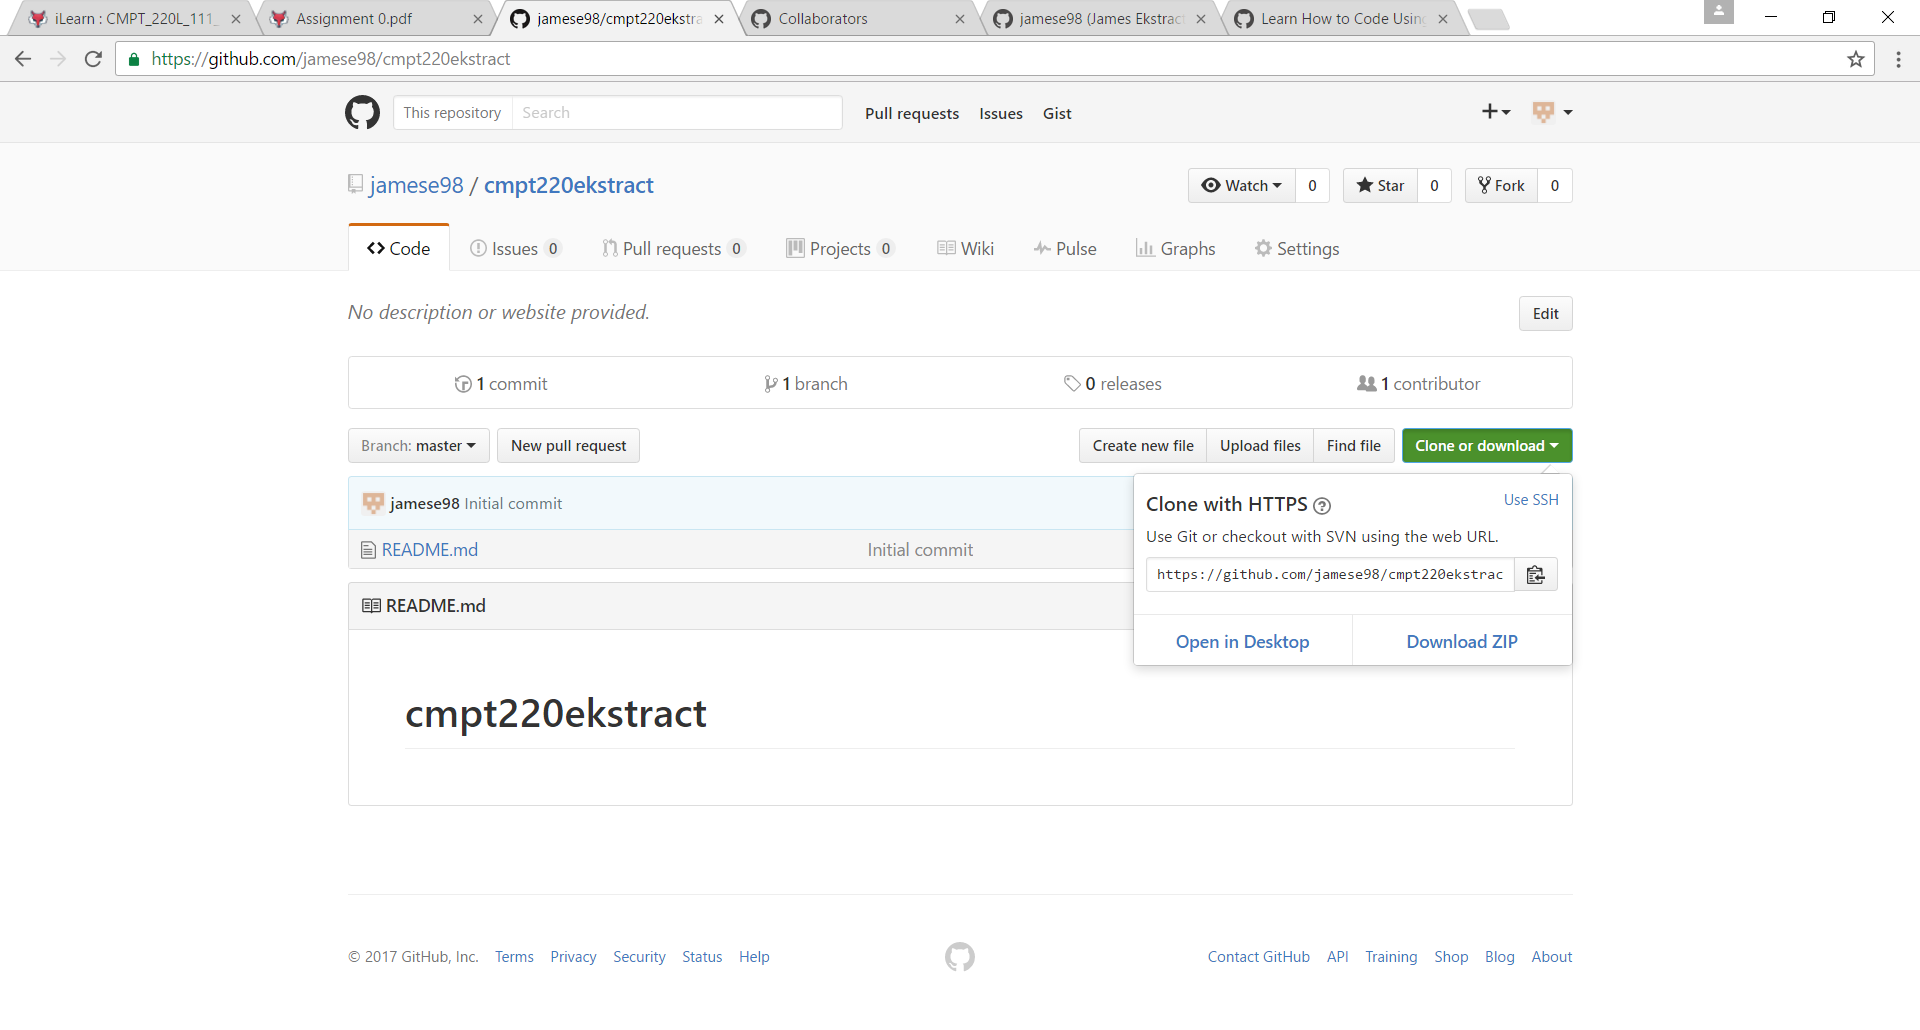 iLearn : CMPT_220L_111_
Assignment 0.pdf
jamese98/cmpt220ekstra
Collaborators
jamese98 (James Ekstract
Learn How to Code Using
https://github.com/jamese98/cmpt220ekstract
This repository Search
Pull requests Issues Gist
jamese98 / cmpt220ekstract
Watch 0 Star 0 Fork 0
Code Issues 0 Pull requests 0 Projects 0 Wiki Pulse Graphs Settings
No description or website provided.
Edit
1 commit 1 branch 0 releases 1 contributor
Branch: master New pull request Create new file Upload files Find file Clone or download
jamese98 Initial commit
README.md Initial commit
Clone with HTTPS Use SSH
Use Git or checkout with SVN using the web URL.
https://github.com/jamese98/cmpt220ekstrac
Open in Desktop Download ZIP
README.md
cmpt220ekstract
© 2017 GitHub, Inc. Terms Privacy Security Status Help
Contact GitHub API Training Shop Blog About